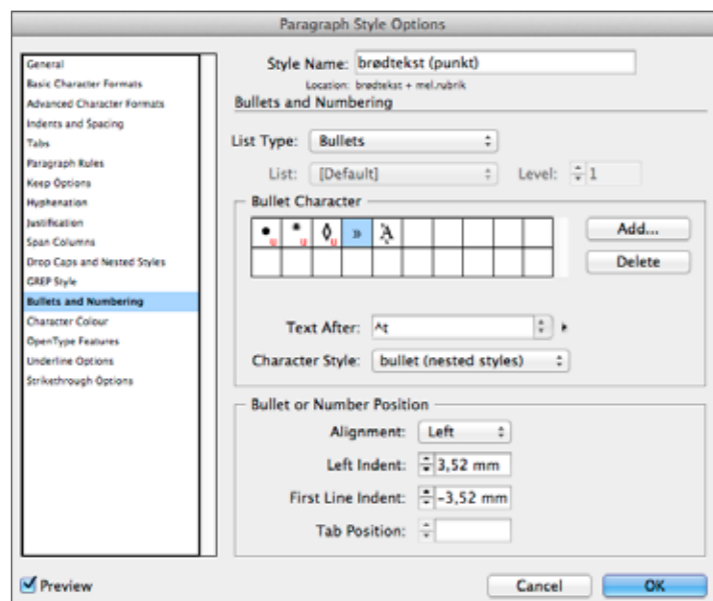 Paragraph Style Options
General
Basic Character Formats
Advanced Character Formats
Indents and Spacing
Tabs
Paragraph Rules
Keep Options
Hyphenation
Justification
Span Columns
Drop Caps and Nested Styles
GREP Style
Bullets and Numbering
Character Colour
OpenType Features
Underline Options
Strikethrough Options
Style Name: brødtekst (punkt)
Location: brødtekst + mel.rubrik
Bullets and Numbering
List Type: Bullets
List: [Default] Level: 1
Bullet Character
• u * u ◊ u » A
Add...
Delete
Text After: ^t
Character Style: bullet (nested styles)
Bullet or Number Position
Alignment: Left
Left Indent: 3,52 mm
First Line Indent: -3,52 mm
Tab Position:
Preview
Cancel OK